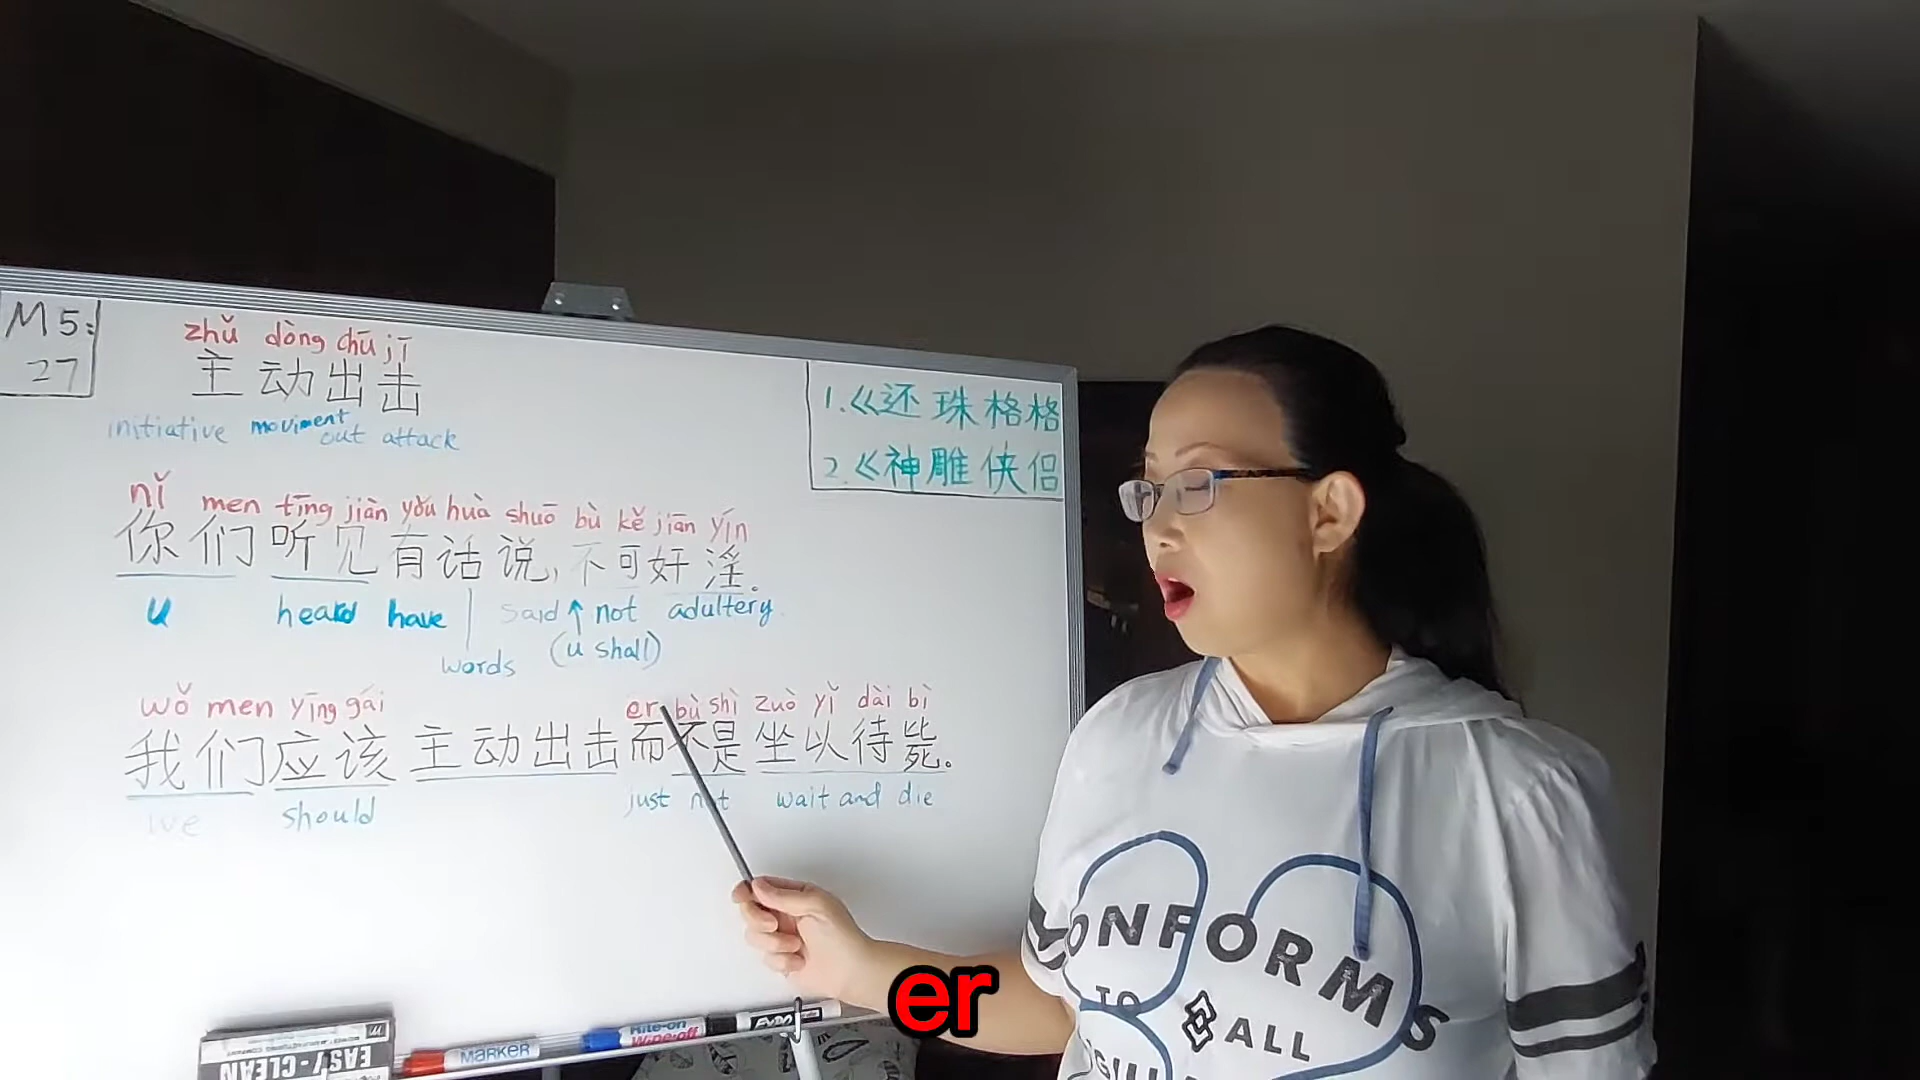 M5:
27
zhǔ dòng chū jī
主动出击
initiative moviment out attack
1.《还珠格格
2.《神雕侠侣
nǐ men tīng jiàn yǒu huà shuō bù kě jiān yín
你们听见有话说,不可奸淫。
u heard have said ↑ not adultery
words (u shall)
wǒ men yīng gái er bù shì zuò yǐ dài bì
我们应该主动出击而不是坐以待毙。
we should just not wait and die
er
CONFORMS
TO ALL
EASY-CLEAN
MARKER
Rite-on
Wipe-off
EXPO